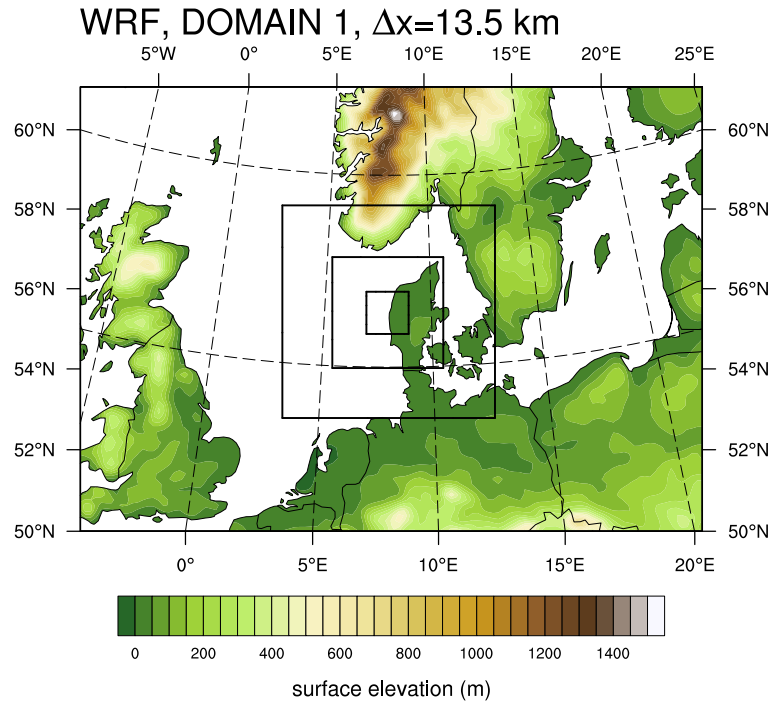 WRF, DOMAIN 1, Δx=13.5 km
5°W 0° 5°E 10°E 15°E 20°E 25°E
60°N 60°N
58°N 58°N
56°N 56°N
54°N 54°N
52°N 52°N
50°N 50°N
0° 5°E 10°E 15°E 20°E
0 200 400 600 800 1000 1200 1400
surface elevation (m)